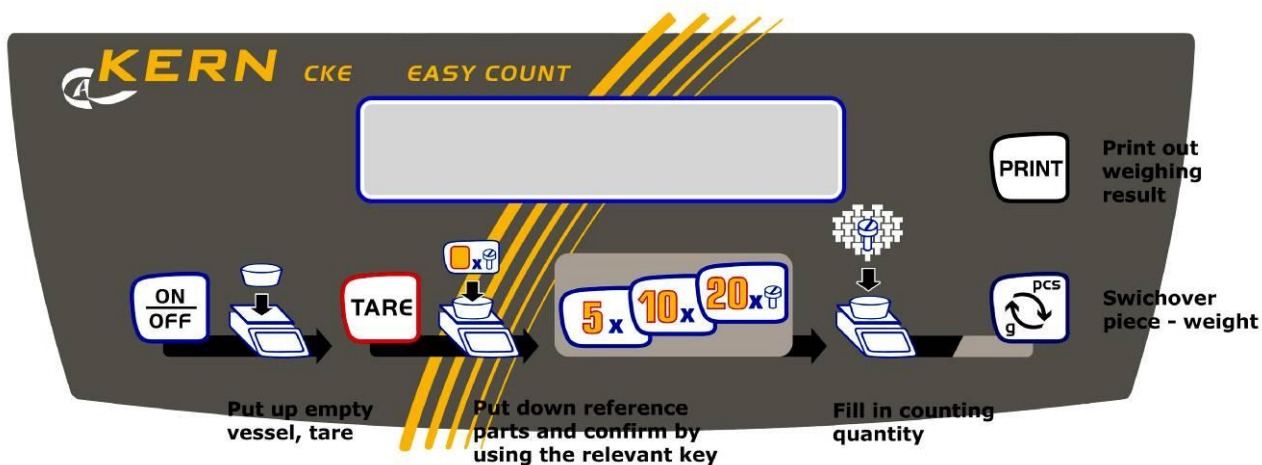 KERN CKE EASY COUNT
A
PRINT
Print out
weighing
result
ON
OFF
TARE
x
5x
10x
20x
pcs
g
Swichover
piece - weight
Put up empty
vessel, tare
Put down reference
parts and confirm by
using the relevant key
Fill in counting
quantity